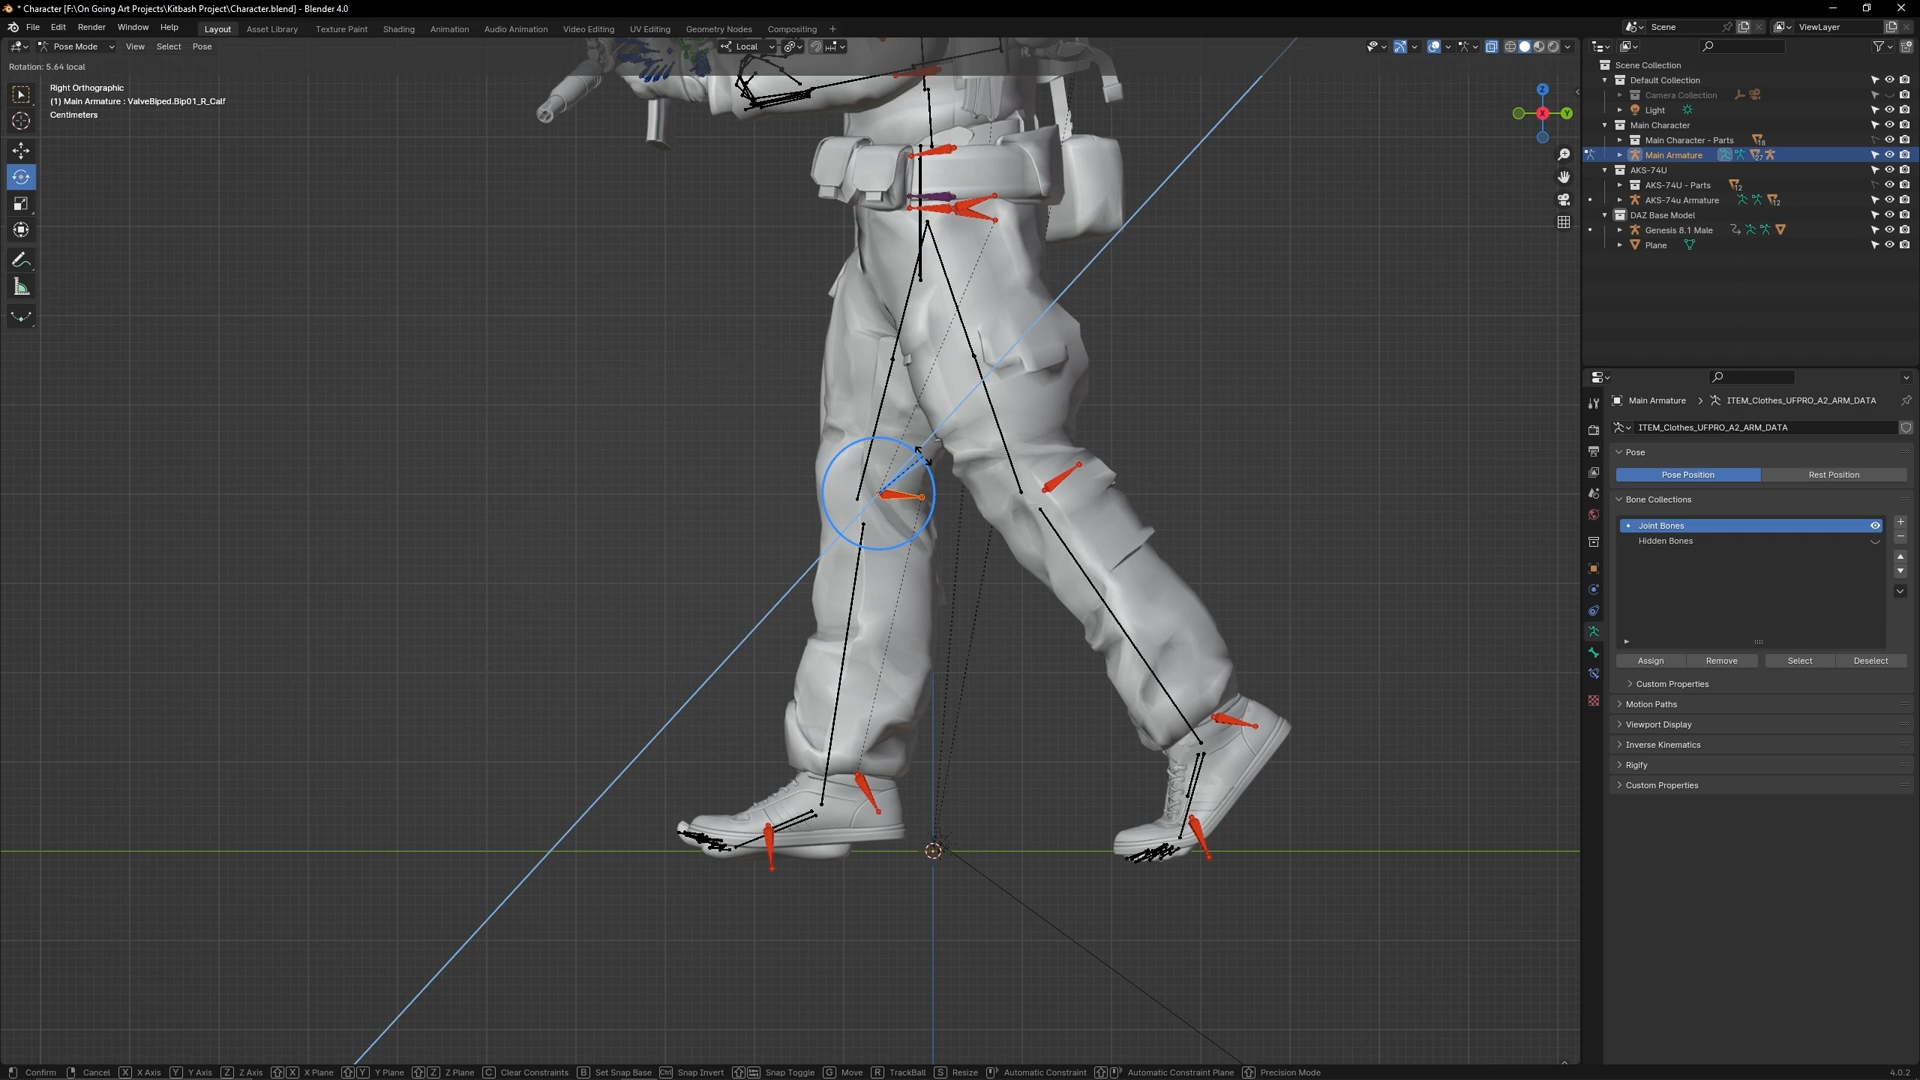 * Character [F:\On Going Art Projects\Kitbash Project\Character.blend] - Blender 4.0
File Edit Render Window Help Layout Asset Library Texture Paint Shading Animation Audio Animation Video Editing UV Editing Geometry Nodes Compositing + Scene ViewLayer
Pose Mode View Select Pose Local
Rotation: 5.64 local
Right Orthographic
(1) Main Armature : ValveBiped.Bip01_R_Calf
Centimeters
Z
X
Y
Scene Collection
Default Collection
Camera Collection
Light
Main Character
Main Character - Parts 18
Main Armature 27
AKS-74U
AKS-74U - Parts 12
AKS-74u Armature 12
DAZ Base Model
Genesis 8.1 Male
Plane
Main Armature > ITEM_Clothes_UFPRO_A2_ARM_DATA
ITEM_Clothes_UFPRO_A2_ARM_DATA
Pose
Pose Position Rest Position
Bone Collections
Joint Bones
Hidden Bones
Assign Remove Select Deselect
Custom Properties
Motion Paths
Viewport Display
Inverse Kinematics
Rigify
Custom Properties
Confirm Cancel X X Axis Y Y Axis Z Z Axis X X Plane Y Y Plane Z Z Plane C Clear Constraints B Set Snap Base Ctrl Snap Invert Snap Toggle G Move R TrackBall S Resize Automatic Constraint Automatic Constraint Plane Precision Mode 4.0.2